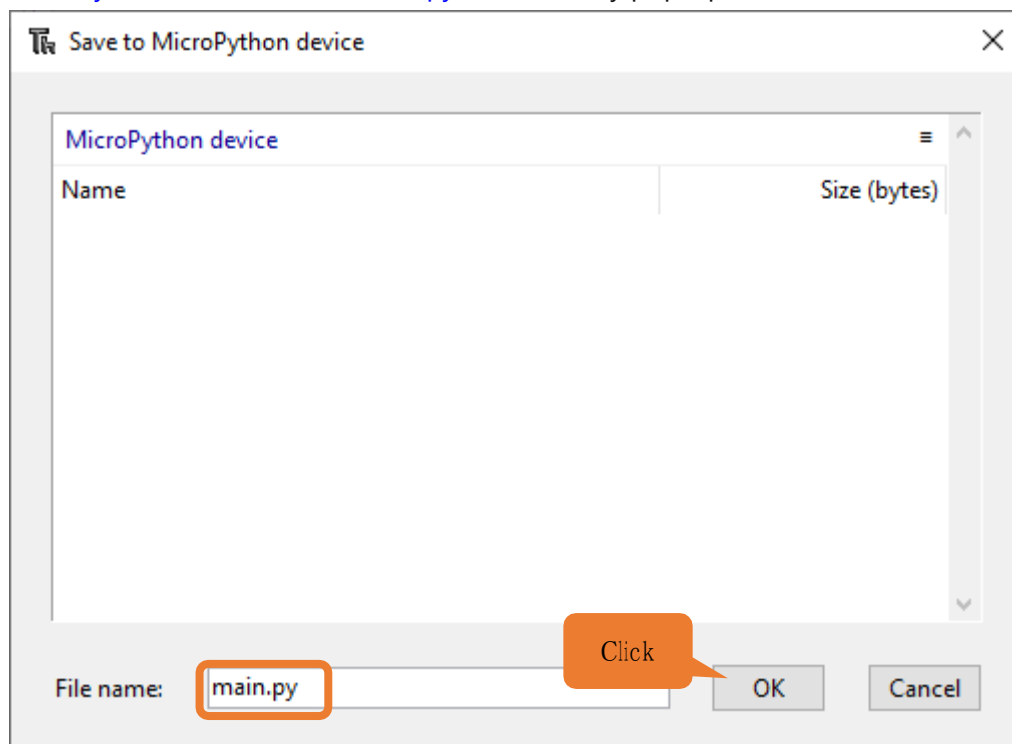 Save to MicroPython device
MicroPython device
Name Size (bytes)
Click
File name: main.py OK Cancel